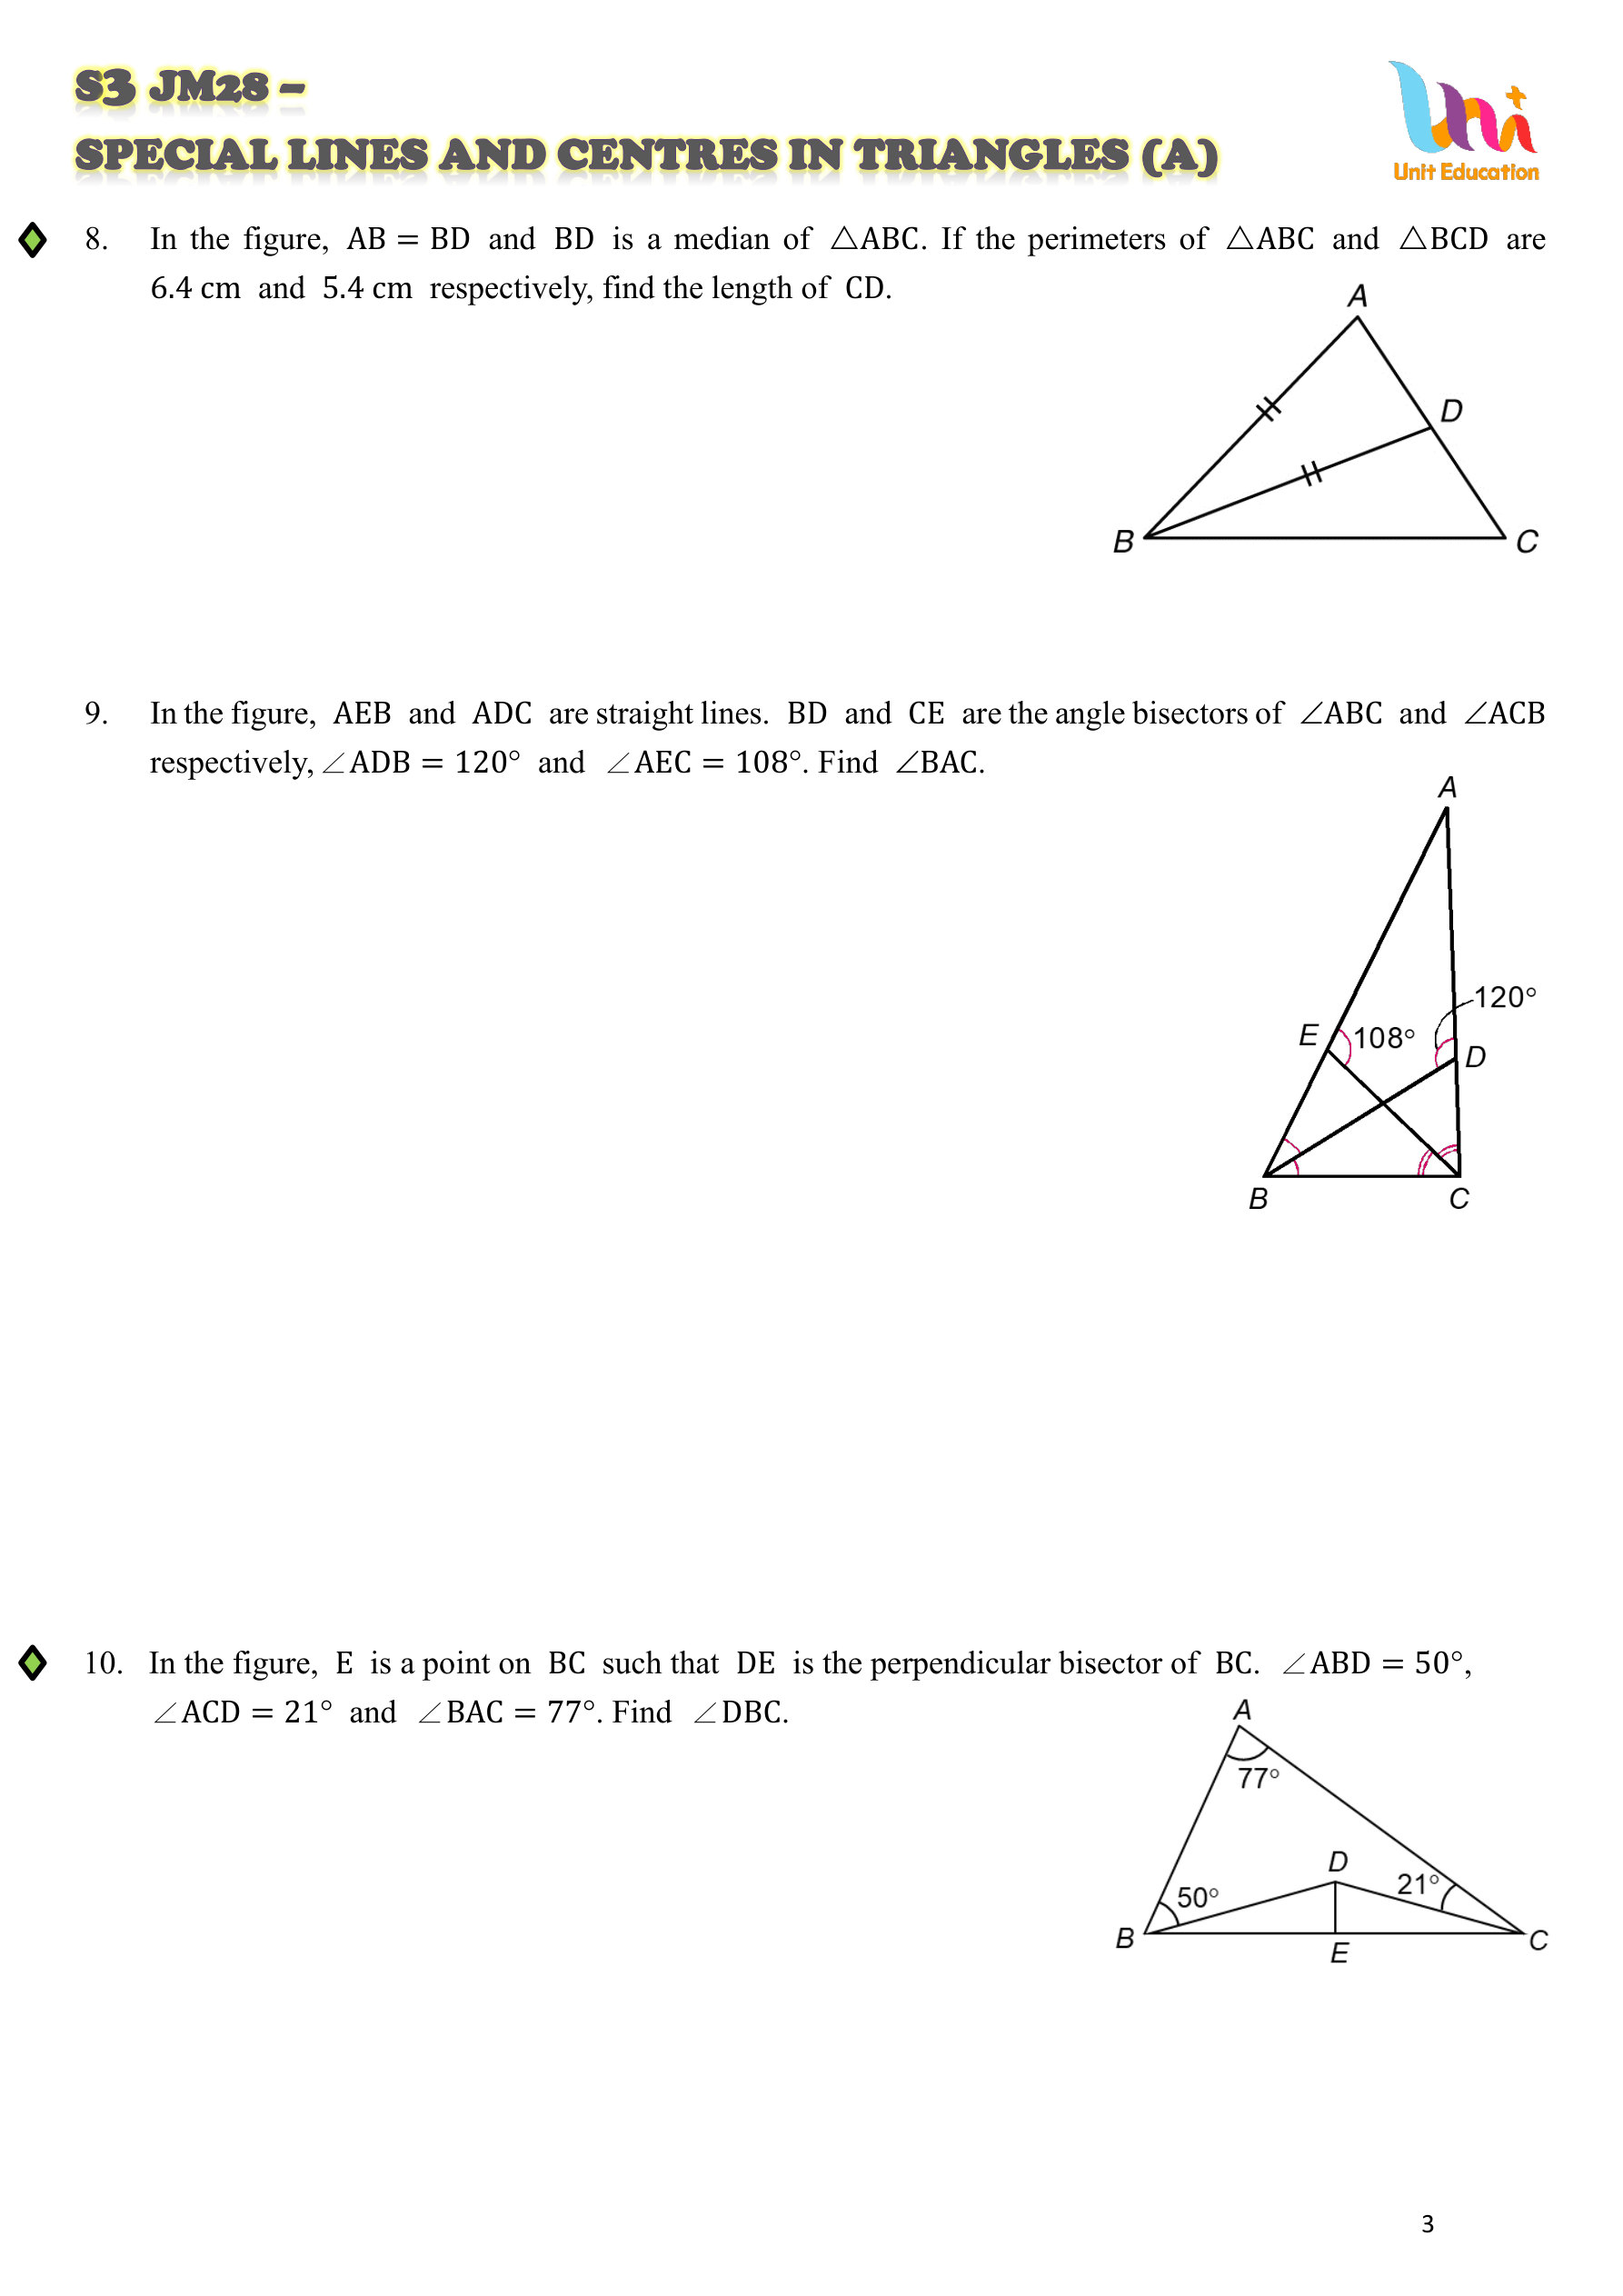 S3 JM28 –
SPECIAL LINES AND CENTRES IN TRIANGLES (A)
Unit Education
8. In the figure, AB = BD and BD is a median of △ABC. If the perimeters of △ABC and △BCD are
6.4 cm and 5.4 cm respectively, find the length of CD.
A
D
B
C
9. In the figure, AEB and ADC are straight lines. BD and CE are the angle bisectors of ∠ABC and ∠ACB
respectively, ∠ADB = 120° and ∠AEC = 108°. Find ∠BAC.
A
120°
E 108°
D
B
C
10. In the figure, E is a point on BC such that DE is the perpendicular bisector of BC. ∠ABD = 50°,
∠ACD = 21° and ∠BAC = 77°. Find ∠DBC.
A
77°
D
21°
50°
B
E
C
3